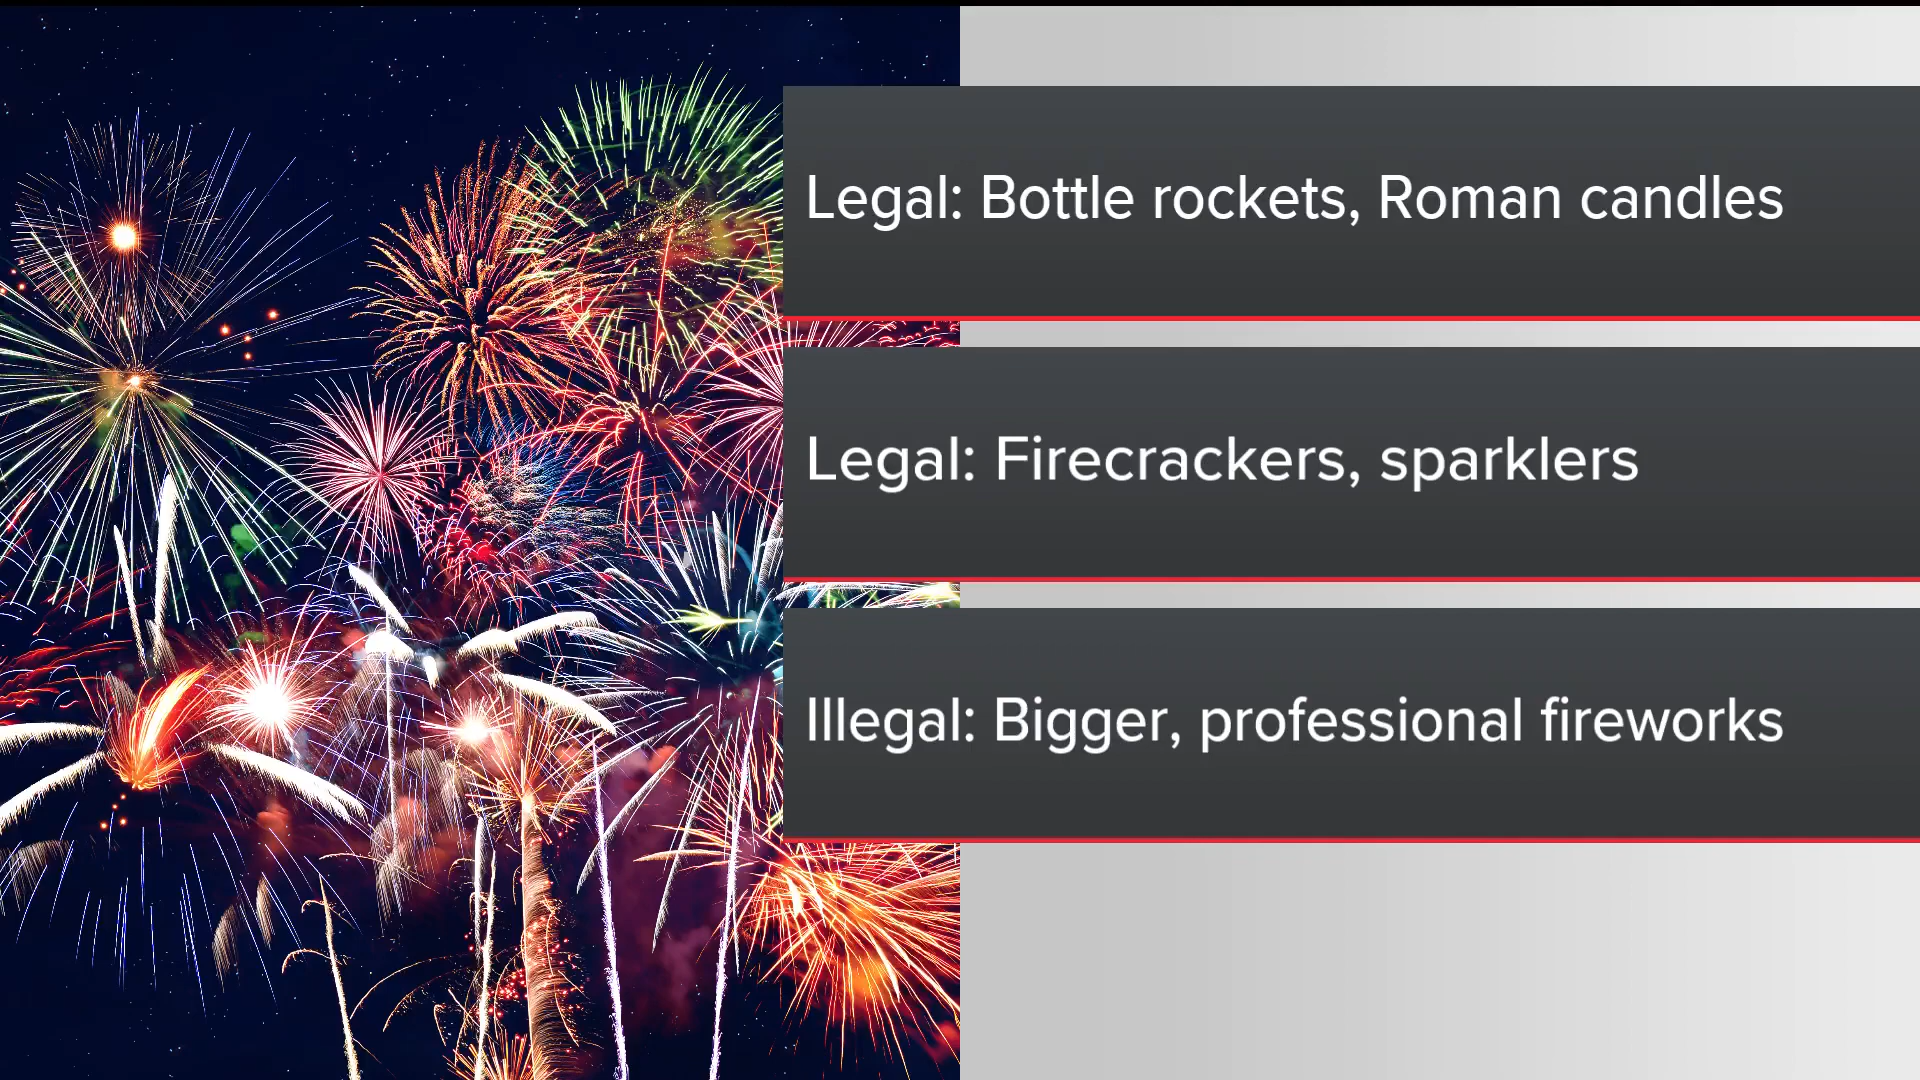 Legal: Bottle rockets, Roman candles
Legal: Firecrackers, sparklers
Illegal: Bigger, professional fireworks